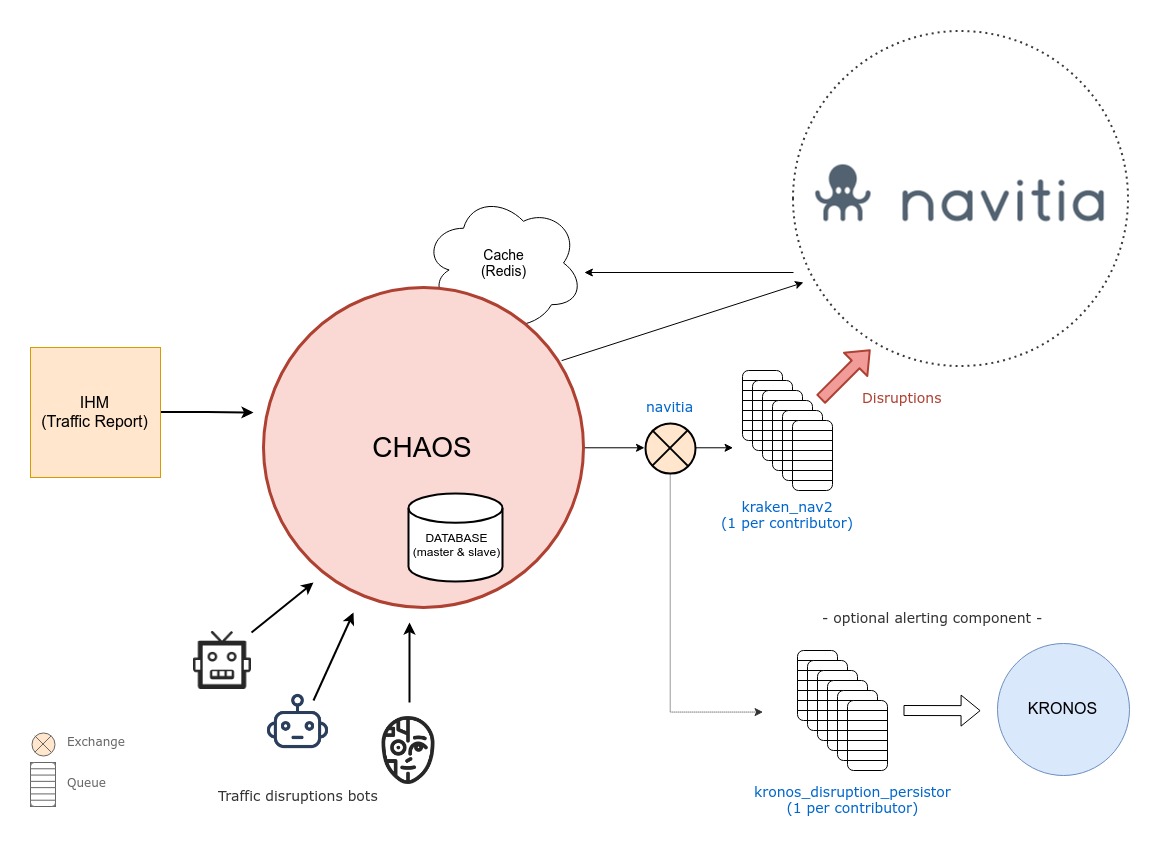 navitia
Cache
(Redis)
IHM
(Traffic Report)
CHAOS
DATABASE
(master & slave)
navitia
Disruptions
kraken_nav2
(1 per contributor)
- optional alerting component -
KRONOS
kronos_disruption_persistor
(1 per contributor)
Traffic disruptions bots
Exchange
Queue